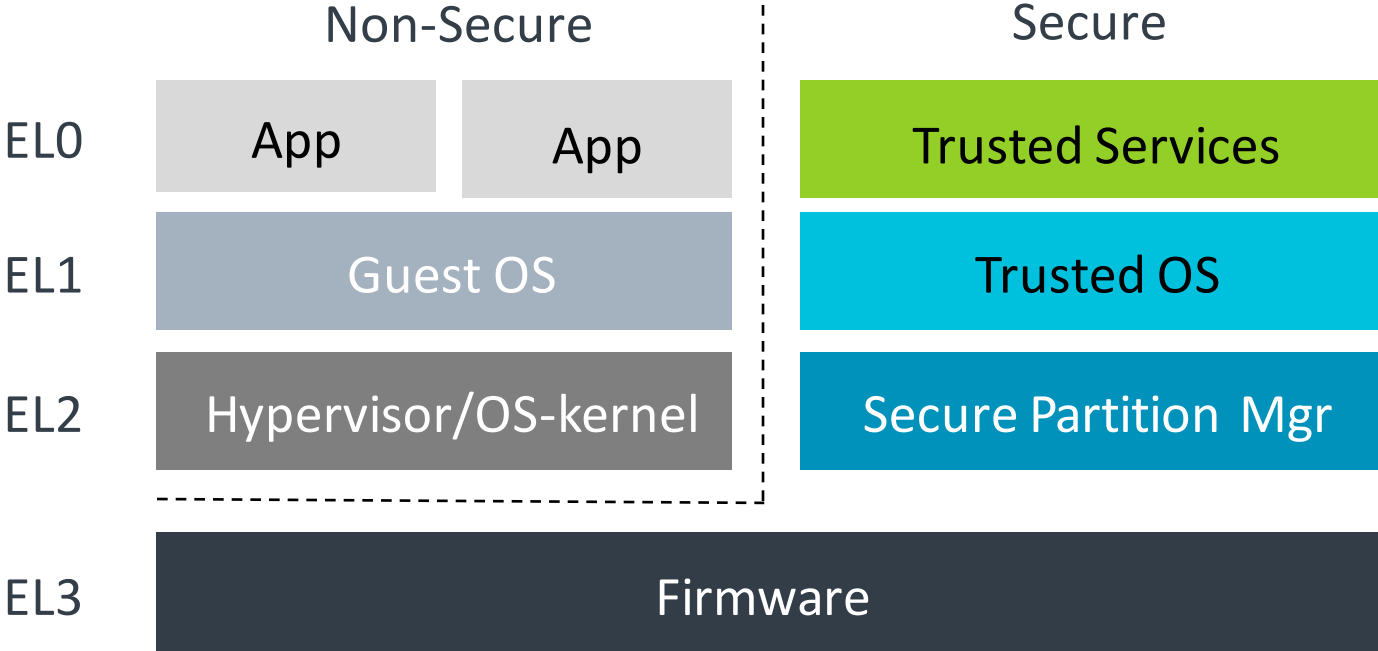 Non-Secure
Secure
EL0
App
App
Trusted Services
EL1
Guest OS
Trusted OS
EL2
Hypervisor/OS-kernel
Secure Partition Mgr
EL3
Firmware